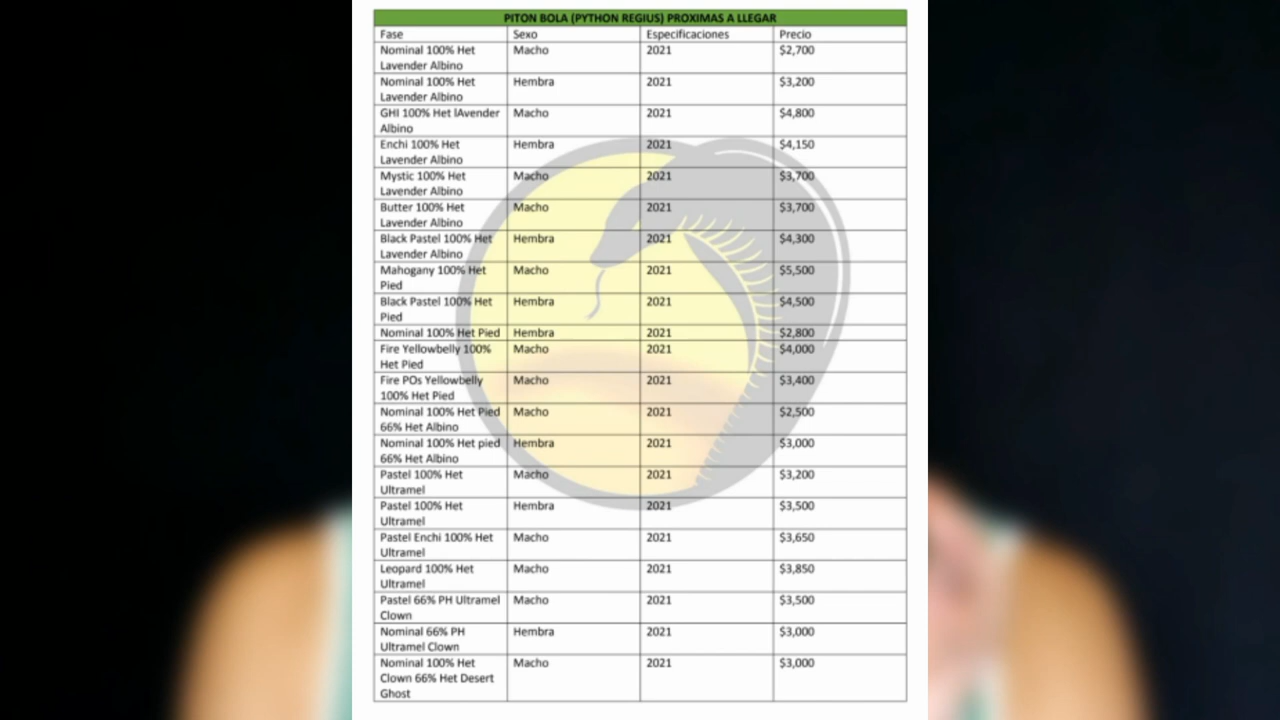 PITON BOLA (PYTHON REGIUS) PROXIMAS A LLEGAR
Fase Sexo Especificaciones Precio
Nominal 100% Het Macho 2021 $2,700
Lavender Albino
Nominal 100% Het Hembra 2021 $3,200
Lavender Albino
GHI 100% Het lAvender Macho 2021 $4,800
Albino
Enchi 100% Het Hembra 2021 $4,150
Lavender Albino
Mystic 100% Het Macho 2021 $3,700
Lavender Albino
Butter 100% Het Macho 2021 $3,700
Lavender Albino
Black Pastel 100% Het Hembra 2021 $4,300
Lavender Albino
Mahogany 100% Het Macho 2021 $5,500
Pied
Black Pastel 100% Het Hembra 2021 $4,500
Pied
Nominal 100% Het Pied Hembra 2021 $2,800
Fire Yellowbelly 100% Macho 2021 $4,000
Het Pied
Fire POs Yellowbelly Macho 2021 $3,400
100% Het Pied
Nominal 100% Het Pied Macho 2021 $2,500
66% Het Albino
Nominal 100% Het pied Hembra 2021 $3,000
66% Het Albino
Pastel 100% Het Macho 2021 $3,200
Ultramel
Pastel 100% Het Hembra 2021 $3,500
Ultramel
Pastel Enchi 100% Het Macho 2021 $3,650
Ultramel
Leopard 100% Het Macho 2021 $3,850
Ultramel
Pastel 66% PH Ultramel Macho 2021 $3,500
Clown
Nominal 66% PH Hembra 2021 $3,000
Ultramel Clown
Nominal 100% Het Macho 2021 $3,000
Clown 66% Het Desert
Ghost